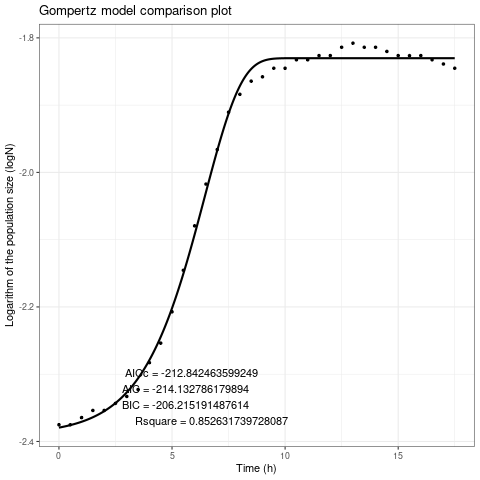 Gompertz model comparison plot
Logarithm of the population size (logN)
-1.8
-2.0
-2.2
-2.4
AICc = -212.842463599249
AIC = -214.132786179894
BIC = -206.215191487614
Rsquare = 0.852631739728087
0 5 10 15
Time (h)